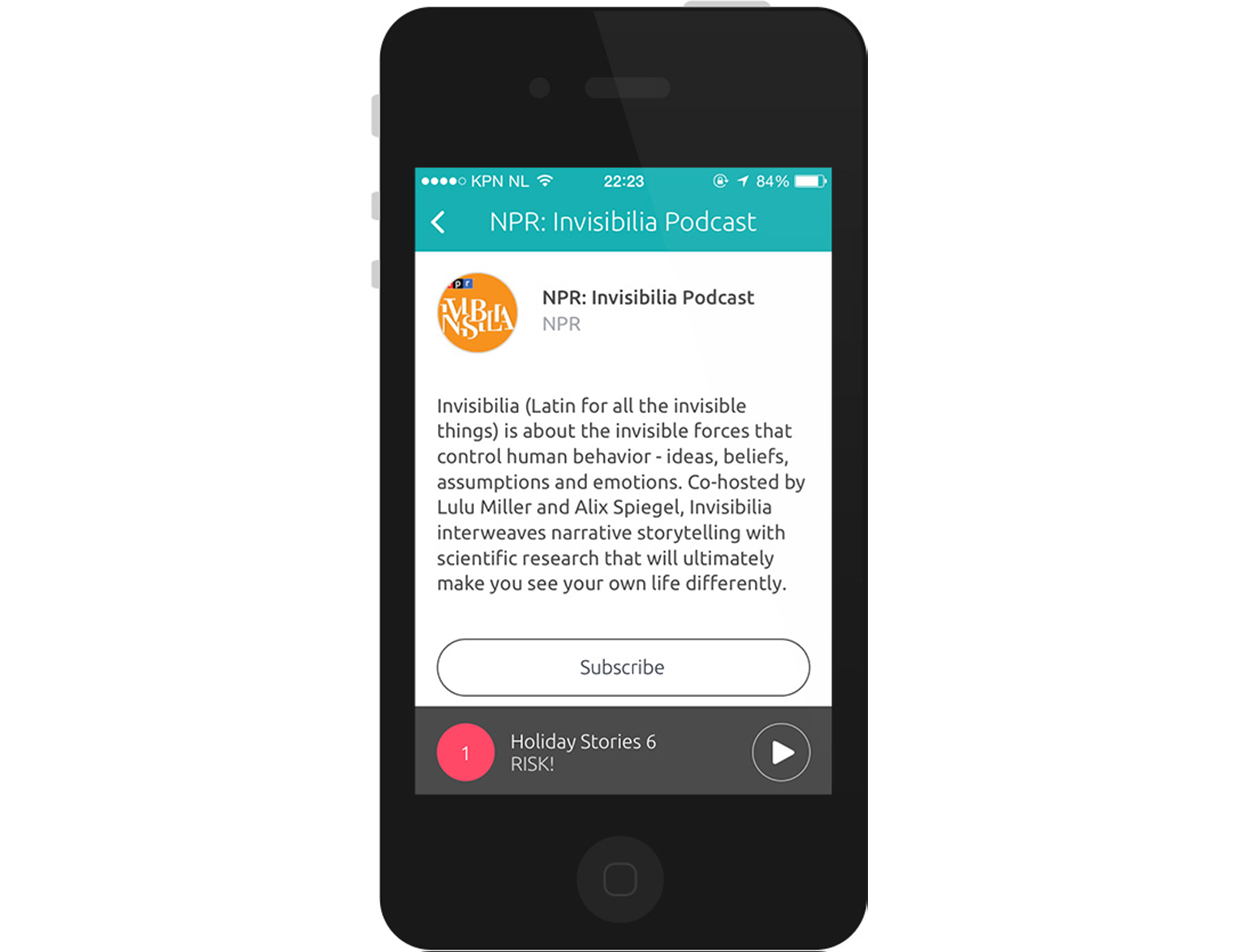 KPN NL 22:23 84%
NPR: Invisibilia Podcast
pr
INVISIBILIA
NPR: Invisibilia Podcast
NPR
Invisibilia (Latin for all the invisible
things) is about the invisible forces that
control human behavior - ideas, beliefs,
assumptions and emotions. Co-hosted by
Lulu Miller and Alix Spiegel, Invisibilia
interweaves narrative storytelling with
scientific research that will ultimately
make you see your own life differently.
Subscribe
1
Holiday Stories 6
RISK!